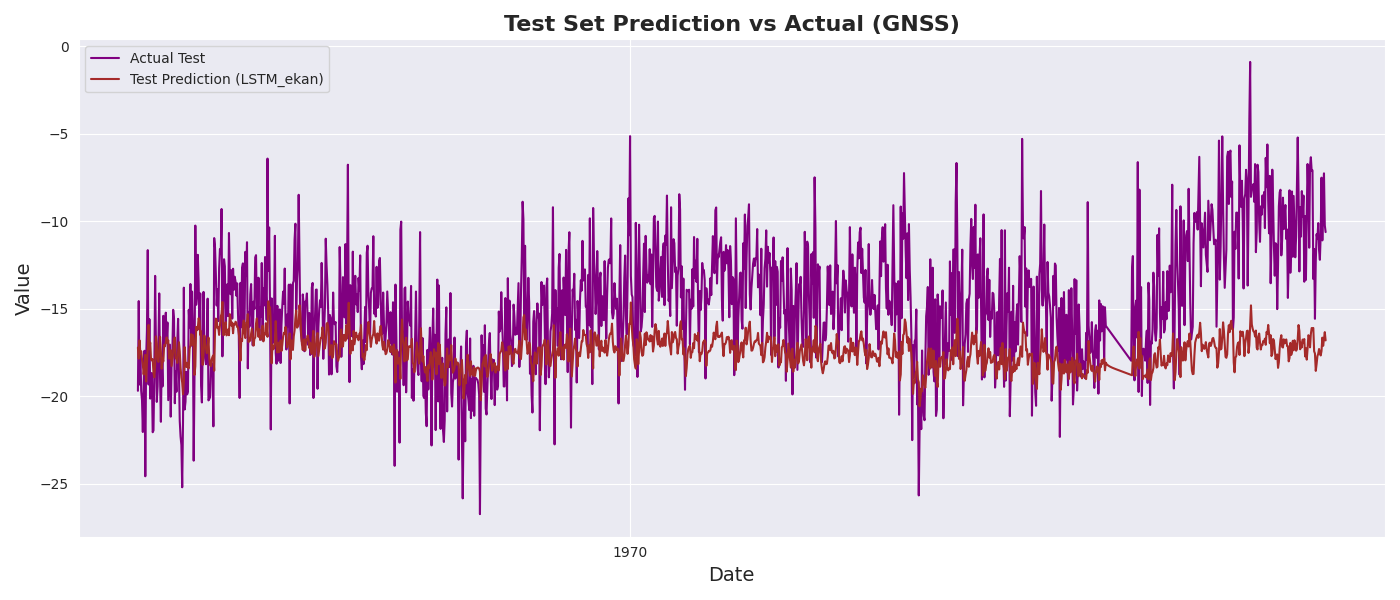 Test Set Prediction vs Actual (GNSS)
Actual Test
Test Prediction (LSTM_ekan)
0
−5
−10
−15
−20
−25
Value
1970
Date